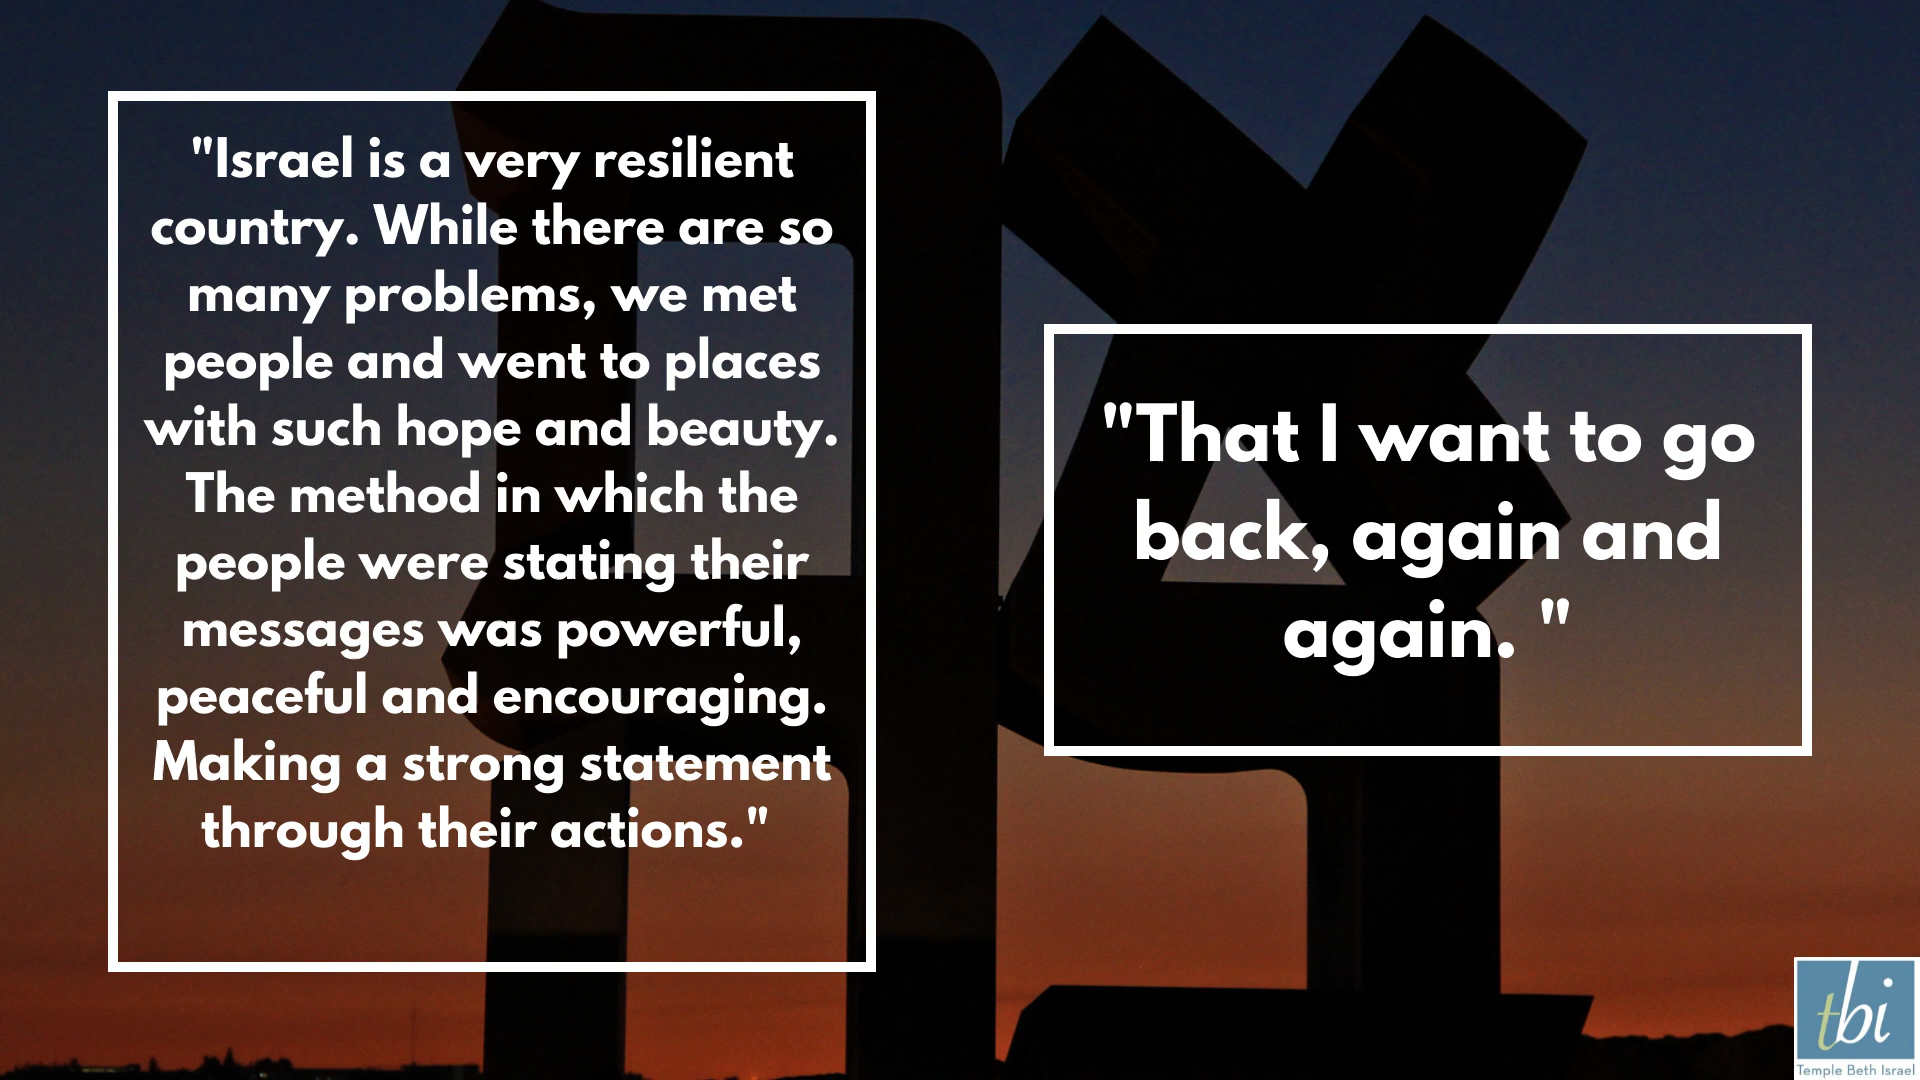 "Israel is a very resilient
country. While there are so
many problems, we met
people and went to places
with such hope and beauty.
The method in which the
people were stating their
messages was powerful,
peaceful and encouraging.
Making a strong statement
through their actions."
"That I want to go
back, again and
again. "
tbi
Temple Beth Israel